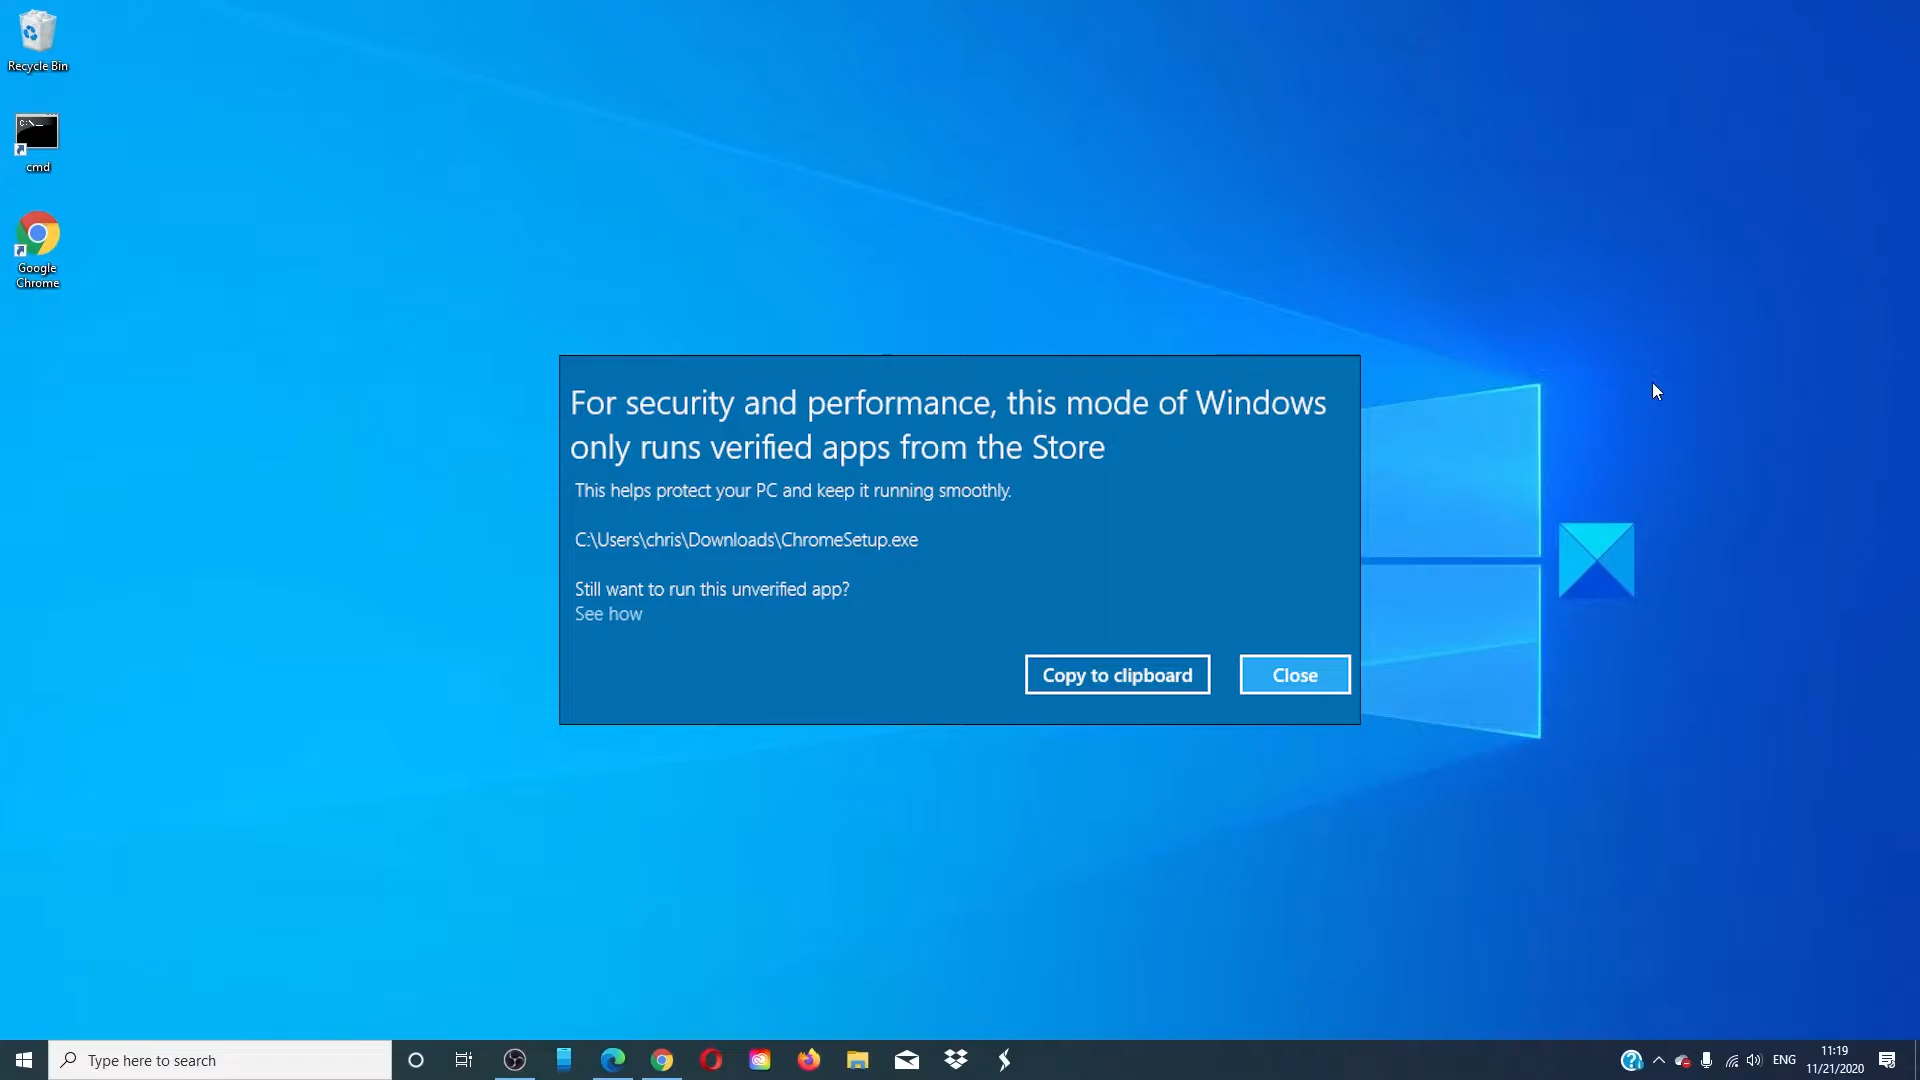 Recycle Bin
C:\._
cmd
Google
Chrome
For security and performance, this mode of Windows
only runs verified apps from the Store
This helps protect your PC and keep it running smoothly.
C:\Users\chris\Downloads\ChromeSetup.exe
Still want to run this unverified app?
See how
Copy to clipboard
Close
Type here to search
ENG
11:19
11/21/2020